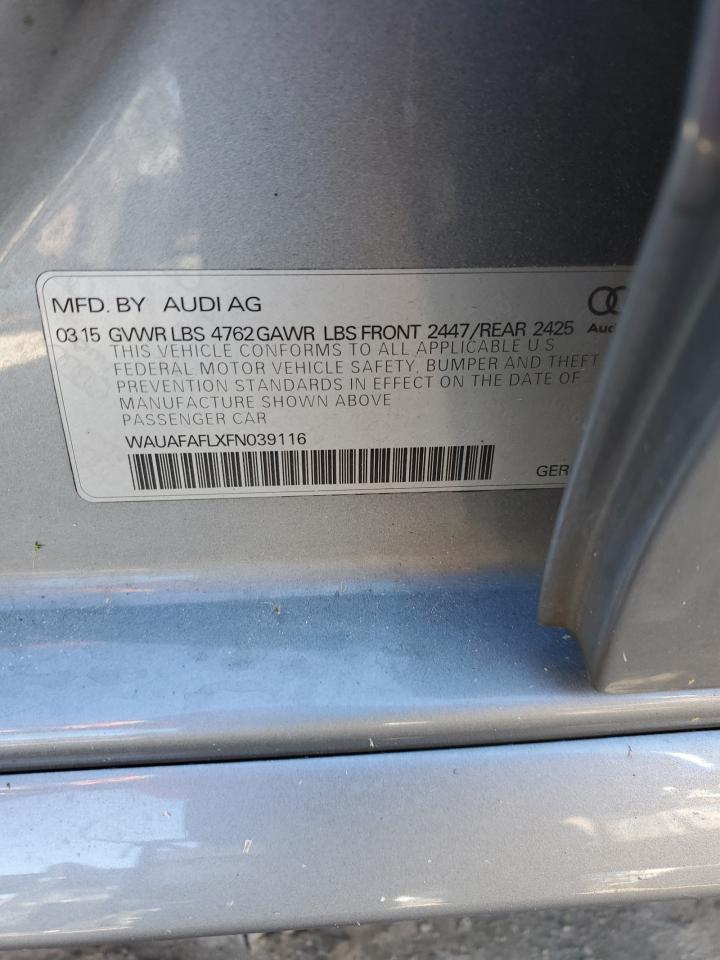 MFD. BY AUDI AG
03 15 GVWR LBS 4762 GAWR LBS FRONT 2447/REAR 2425
THIS VEHICLE CONFORMS TO ALL APPLICABLE U.S
FEDERAL MOTOR VEHICLE SAFETY, BUMPER AND THEFT
PREVENTION STANDARDS IN EFFECT ON THE DATE OF
MANUFACTURE SHOWN ABOVE
PASSENGER CAR
WAUAFAFLXFN039116